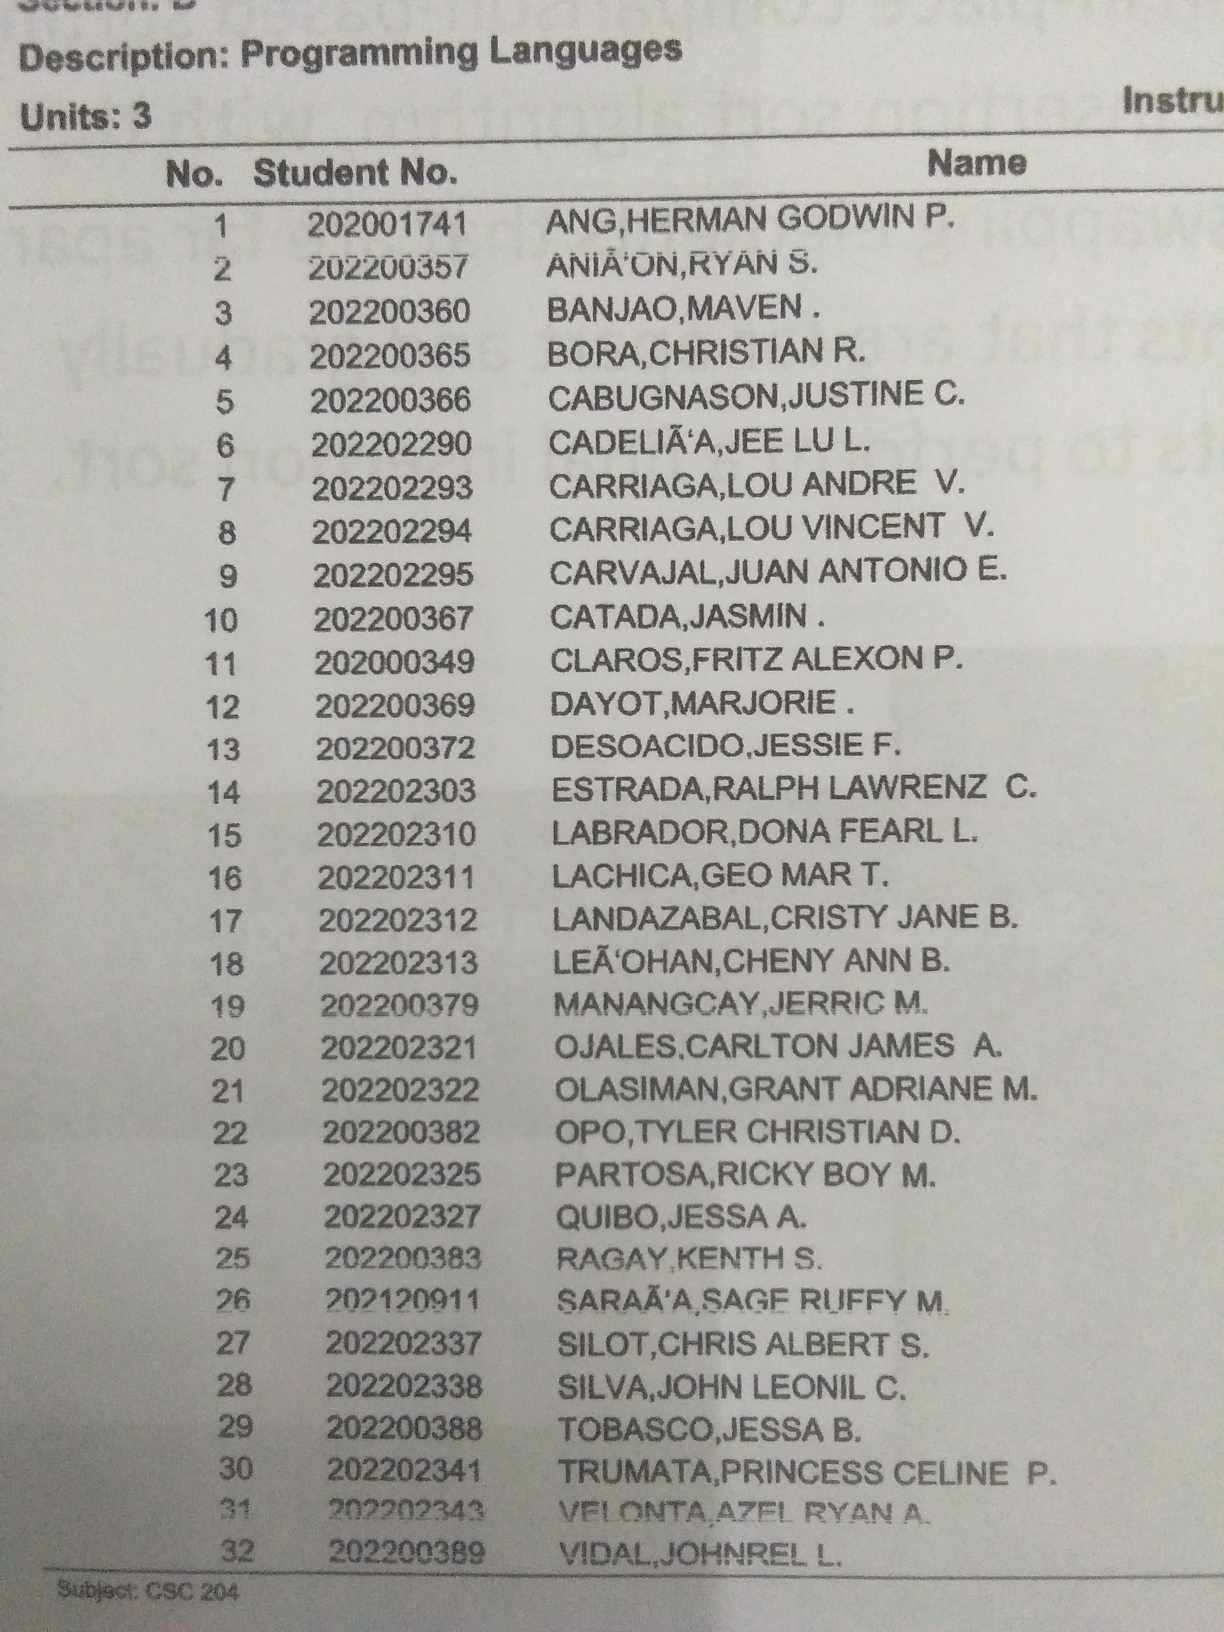 Section: B
Description: Programming Languages
Units: 3 Instru
No. Student No. Name
1 202001741 ANG,HERMAN GODWIN P.
2 202200357 ANIÃ‘ON,RYAN S.
3 202200360 BANJAO,MAVEN .
4 202200365 BORA,CHRISTIAN R.
5 202200366 CABUGNASON,JUSTINE C.
6 202202290 CADELIÃ‘A,JEE LU L.
7 202202293 CARRIAGA,LOU ANDRE V.
8 202202294 CARRIAGA,LOU VINCENT V.
9 202202295 CARVAJAL,JUAN ANTONIO E.
10 202200367 CATADA,JASMIN .
11 202000349 CLAROS,FRITZ ALEXON P.
12 202200369 DAYOT,MARJORIE .
13 202200372 DESOACIDO,JESSIE F.
14 202202303 ESTRADA,RALPH LAWRENZ C.
15 202202310 LABRADOR,DONA FEARL L.
16 202202311 LACHICA,GEO MAR T.
17 202202312 LANDAZABAL,CRISTY JANE B.
18 202202313 LEÃ‘OHAN,CHENY ANN B.
19 202200379 MANANGCAY,JERRIC M.
20 202202321 OJALES,CARLTON JAMES A.
21 202202322 OLASIMAN,GRANT ADRIANE M.
22 202200382 OPO,TYLER CHRISTIAN D.
23 202202325 PARTOSA,RICKY BOY M.
24 202202327 QUIBO,JESSA A.
25 202200383 RAGAY,KENTH S.
26 202120911 SARAÃ‘A,SAGE RUFFY M.
27 202202337 SILOT,CHRIS ALBERT S.
28 202202338 SILVA,JOHN LEONIL C.
29 202200388 TOBASCO,JESSA B.
30 202202341 TRUMATA,PRINCESS CELINE P.
31 202202343 VELONTA,AZEL RYAN A.
32 202200389 VIDAL,JOHNREL L.
Subject: CSC 204